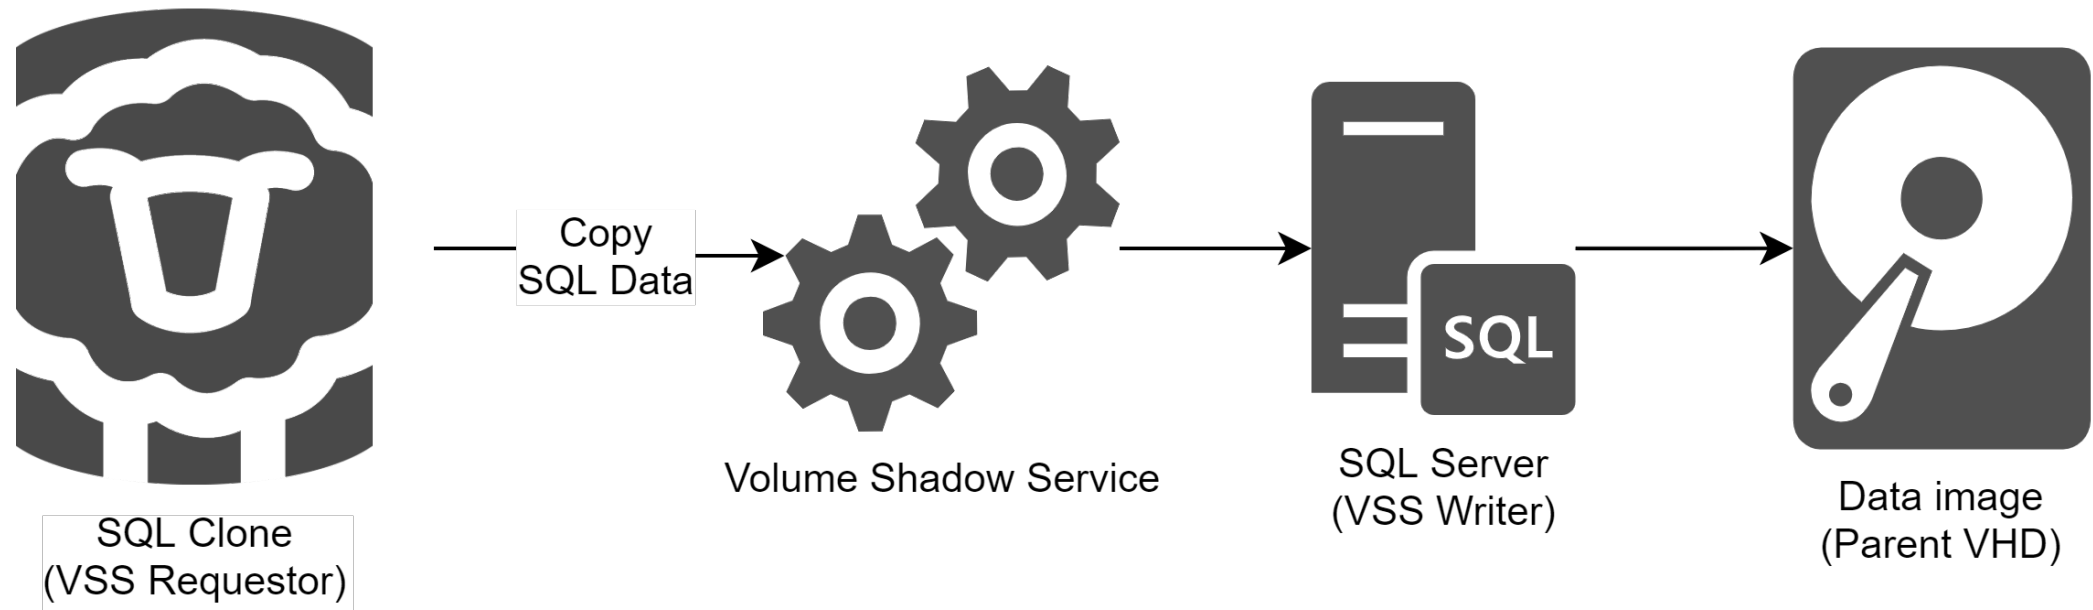 Copy
SQL Data
SQL
Volume Shadow Service
SQL Server
(VSS Writer)
Data image
(Parent VHD)
SQL Clone
(VSS Requestor)